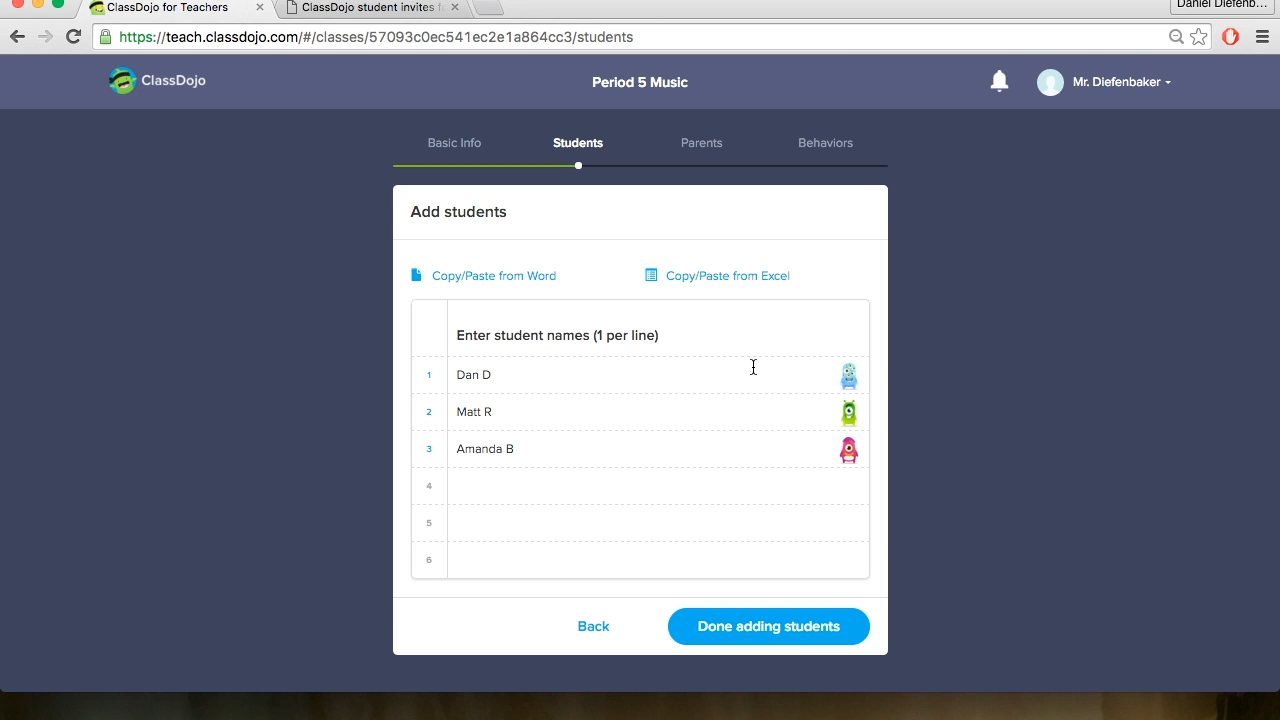 ClassDojo for Teachers
ClassDojo student invites f
Daniel Diefenb...
https://teach.classdojo.com/#/classes/57093c0ec541ec2e1a864cc3/students
ClassDojo
Period 5 Music
Mr. Diefenbaker
Basic Info
Students
Parents
Behaviors
Add students
Copy/Paste from Word
Copy/Paste from Excel
Enter student names (1 per line)
1 Dan D
2 Matt R
3 Amanda B
4
5
6
Back
Done adding students